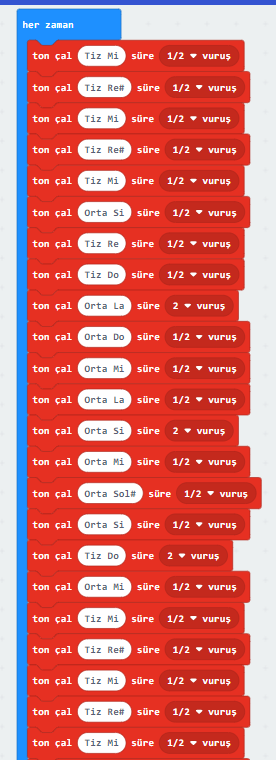 her zaman
ton çal Tiz Mi süre 1/2 vuruş
ton çal Tiz Re# süre 1/2 vuruş
ton çal Tiz Mi süre 1/2 vuruş
ton çal Tiz Re# süre 1/2 vuruş
ton çal Tiz Mi süre 1/2 vuruş
ton çal Orta Si süre 1/2 vuruş
ton çal Tiz Re süre 1/2 vuruş
ton çal Tiz Do süre 1/2 vuruş
ton çal Orta La süre 2 vuruş
ton çal Orta Do süre 1/2 vuruş
ton çal Orta Mi süre 1/2 vuruş
ton çal Orta La süre 1/2 vuruş
ton çal Orta Si süre 2 vuruş
ton çal Orta Mi süre 1/2 vuruş
ton çal Orta Sol# süre 1/2 vuruş
ton çal Orta Si süre 1/2 vuruş
ton çal Tiz Do süre 2 vuruş
ton çal Orta Mi süre 1/2 vuruş
ton çal Tiz Mi süre 1/2 vuruş
ton çal Tiz Re# süre 1/2 vuruş
ton çal Tiz Mi süre 1/2 vuruş
ton çal Tiz Re# süre 1/2 vuruş
ton çal Tiz Mi süre 1/2 vuruş